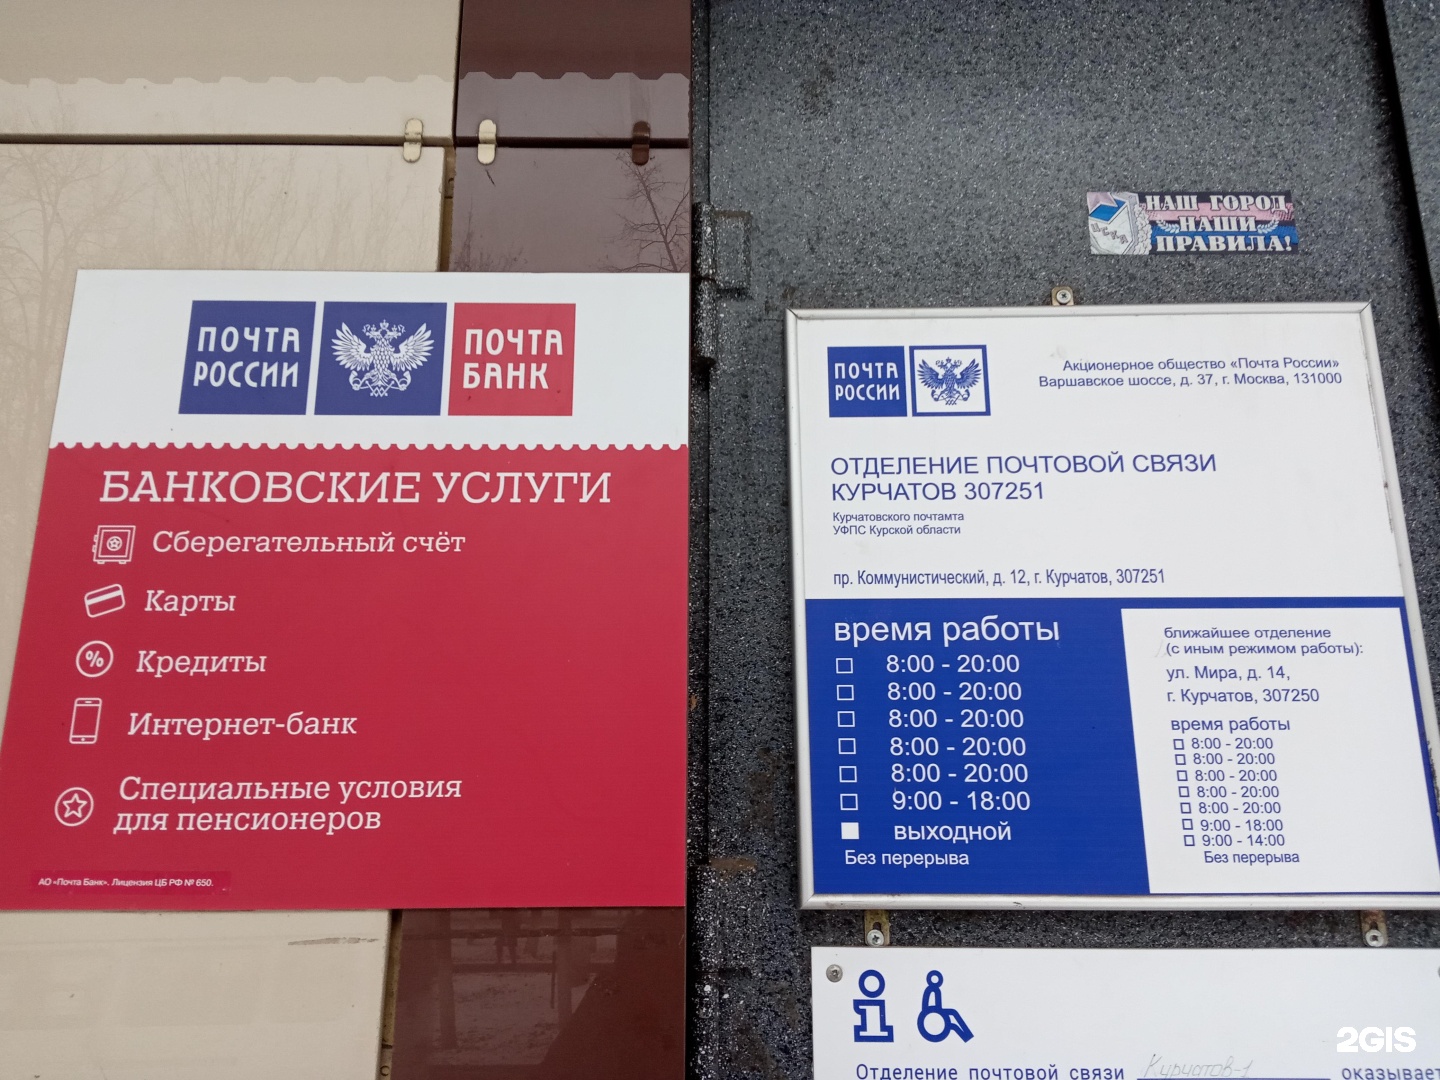 ПОЧТА
РОССИИ
ПОЧТА
БАНК
БАНКОВСКИЕ УСЛУГИ
Сберегательный счёт
Карты
%
Кредиты
Интернет-банк
Специальные условия
для пенсионеров
АО «Почта Банк». Лицензия ЦБ РФ № 650.
ЦСКА
НАШ ГОРОД
НАШИ
ПРАВИЛА!
ПОЧТА
РОССИИ
Акционерное общество «Почта России»
Варшавское шоссе, д. 37, г. Москва, 131000
ОТДЕЛЕНИЕ ПОЧТОВОЙ СВЯЗИ
КУРЧАТОВ 307251
Курчатовского почтамта
УФПС Курской области
пр. Коммунистический, д. 12, г. Курчатов, 307251
время работы
8:00 - 20:00
8:00 - 20:00
8:00 - 20:00
8:00 - 20:00
8:00 - 20:00
9:00 - 18:00
выходной
Без перерыва
ближайшее отделение
(с иным режимом работы):
ул. Мира, д. 14,
г. Курчатов, 307250
время работы
8:00 - 20:00
8:00 - 20:00
8:00 - 20:00
8:00 - 20:00
8:00 - 20:00
9:00 - 18:00
9:00 - 14:00
Без перерыва
Отделение почтовой связи Курчатов-1 оказывает
2GIS